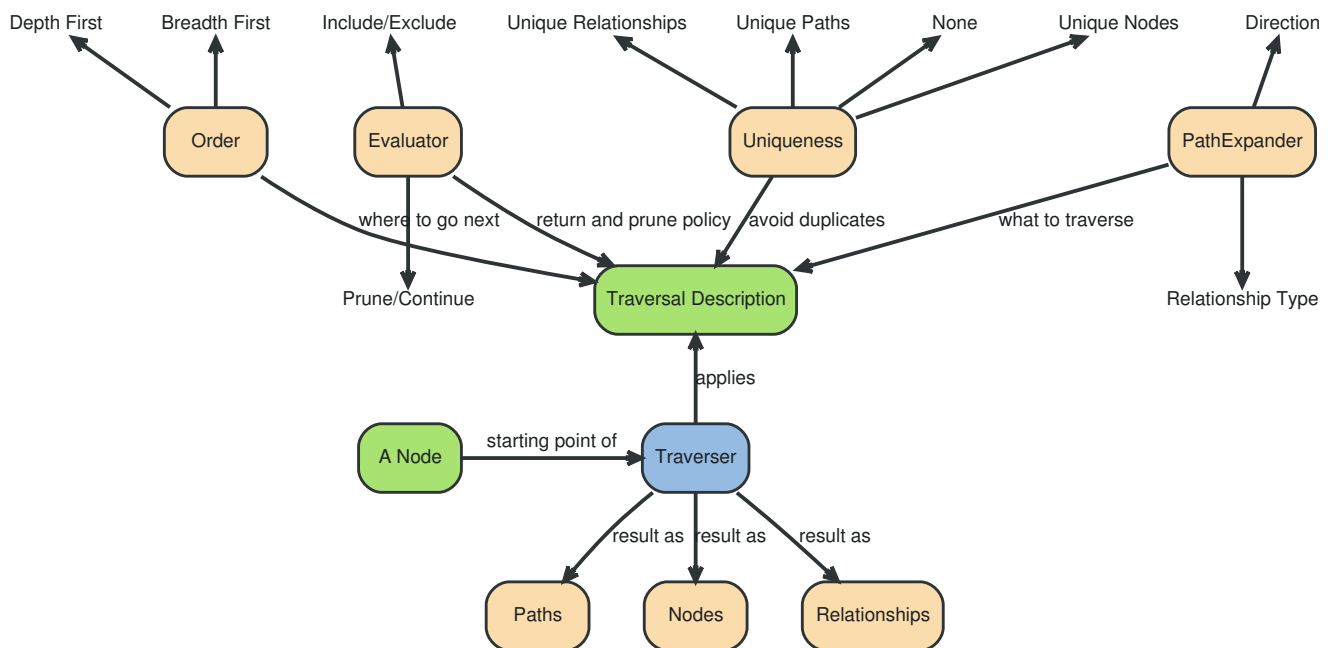 Depth First
Breadth First
Include/Exclude
Unique Relationships
Unique Paths
None
Unique Nodes
Direction
Order
Evaluator
Uniqueness
PathExpander
where to go next
return and prune policy
avoid duplicates
what to traverse
Prune/Continue
Traversal Description
Relationship Type
applies
A Node
starting point of
Traverser
result as
result as
result as
Paths
Nodes
Relationships